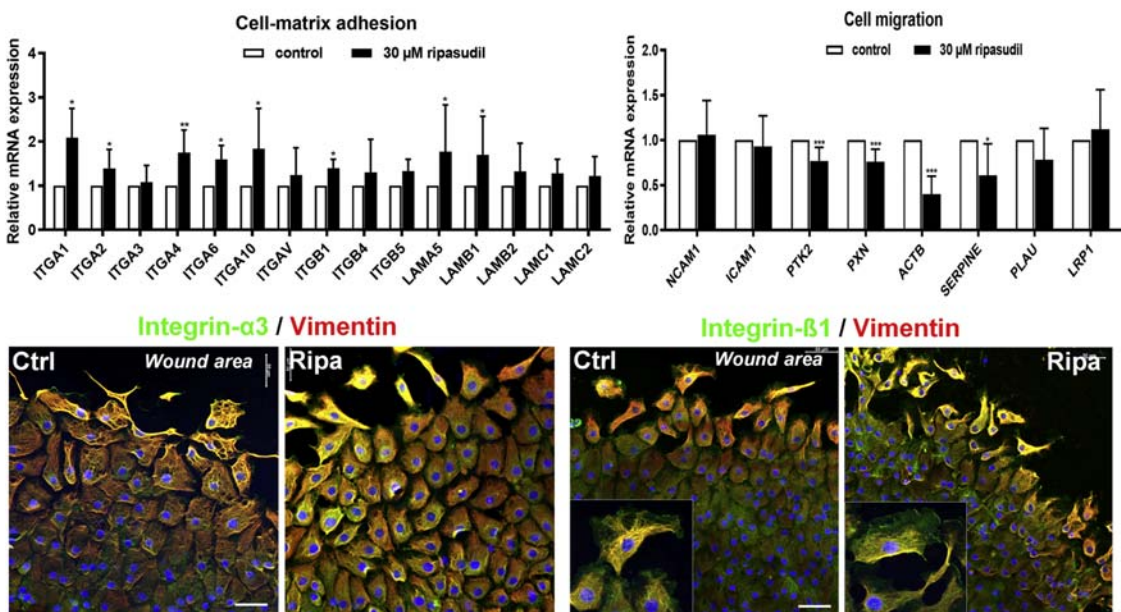 Cell-matrix adhesion
control 30 µM ripasudil
Relative mRNA expression
4
3
2
1
0
* * ** * * * * *
ITGA1 ITGA2 ITGA3 ITGA4 ITGA6 ITGA10 ITGAV ITGB1 ITGB4 ITGB5 LAMA5 LAMB1 LAMB2 LAMC1 LAMC2
Cell migration
control 30 µM ripasudil
Relative mRNA expression
2.0
1.5
1.0
0.5
0.0
*** *** *** *
NCAM1 ICAM1 PTK2 PXN ACTB SERPINE PLAU LRP1
Integrin-α3 / Vimentin
Ctrl Wound area Ripa
Integrin-ß1 / Vimentin
Ctrl Wound area Ripa